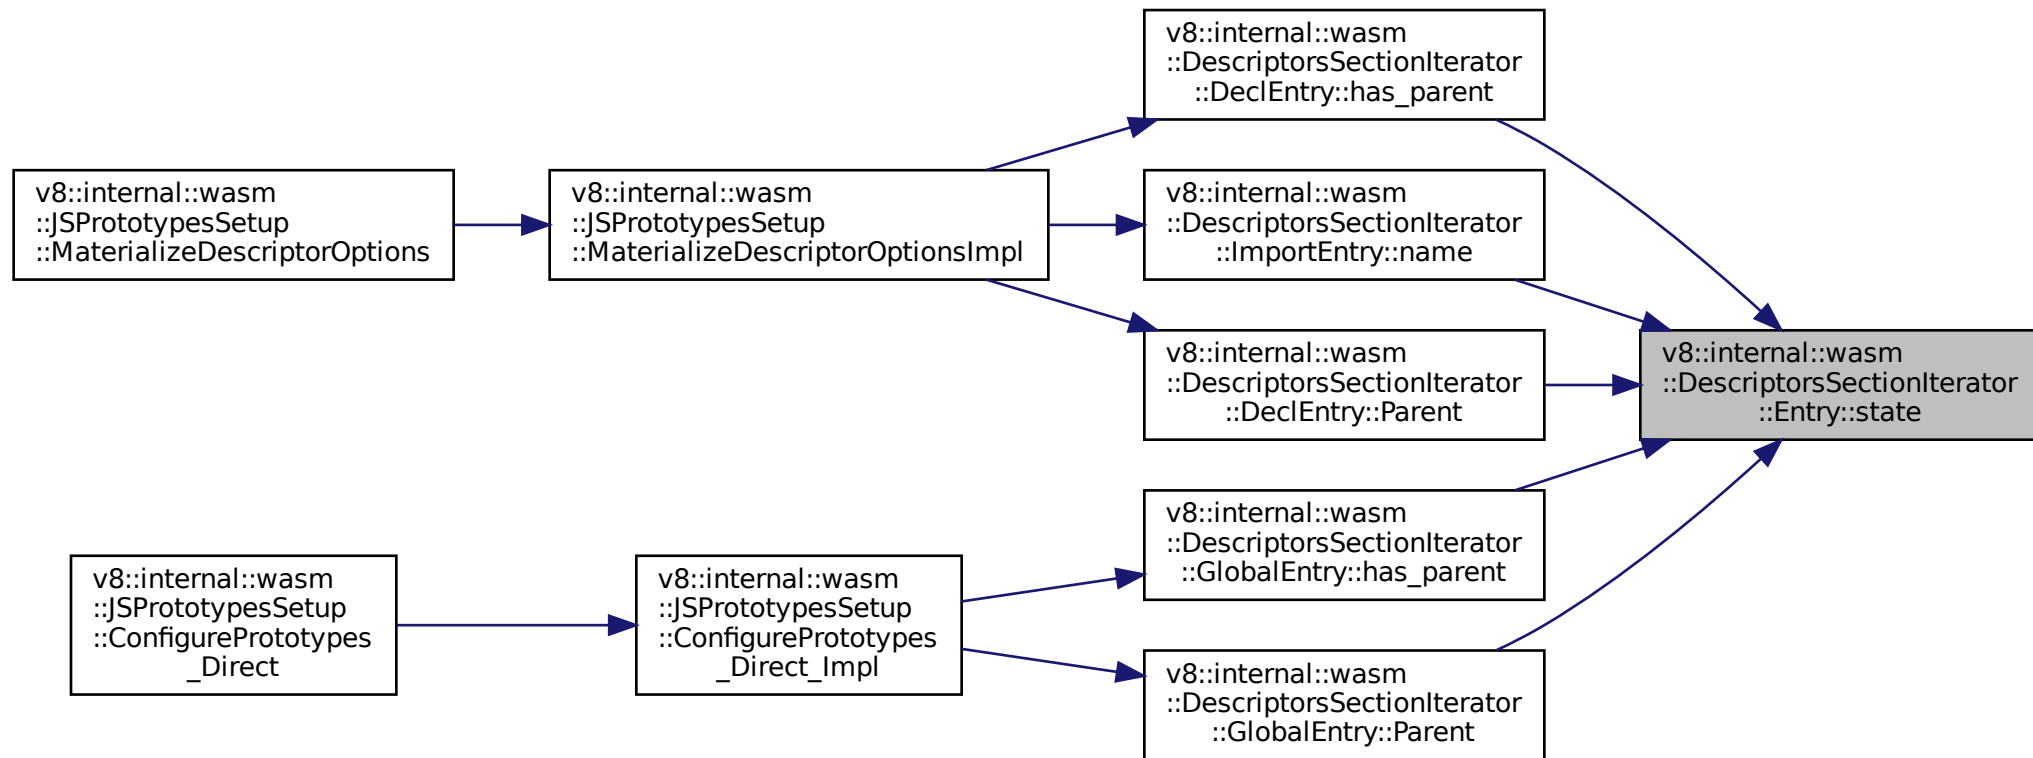 v8::internal::wasm
::DescriptorsSectionIterator
::DeclEntry::has_parent
v8::internal::wasm
::JSPrototypesSetup
::MaterializeDescriptorOptions
v8::internal::wasm
::JSPrototypesSetup
::MaterializeDescriptorOptionsImpl
v8::internal::wasm
::DescriptorsSectionIterator
::ImportEntry::name
v8::internal::wasm
::DescriptorsSectionIterator
::DeclEntry::Parent
v8::internal::wasm
::DescriptorsSectionIterator
::Entry::state
v8::internal::wasm
::DescriptorsSectionIterator
::GlobalEntry::has_parent
v8::internal::wasm
::JSPrototypesSetup
::ConfigurePrototypes
_Direct
v8::internal::wasm
::JSPrototypesSetup
::ConfigurePrototypes
_Direct_Impl
v8::internal::wasm
::DescriptorsSectionIterator
::GlobalEntry::Parent